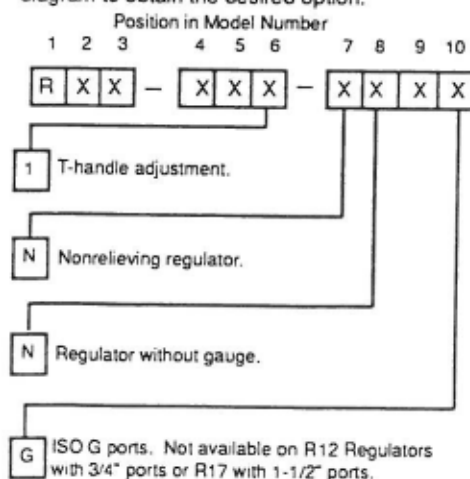 diagram to obtain the desired option.
Position in Model Number
1 2 3 4 5 6 7 8 9 10
R X X – X X X – X X X X
1 T-handle adjustment.
N Nonrelieving regulator.
N Regulator without gauge.
G ISO G ports. Not available on R12 Regulators
with 3/4" ports or R17 with 1-1/2" ports.